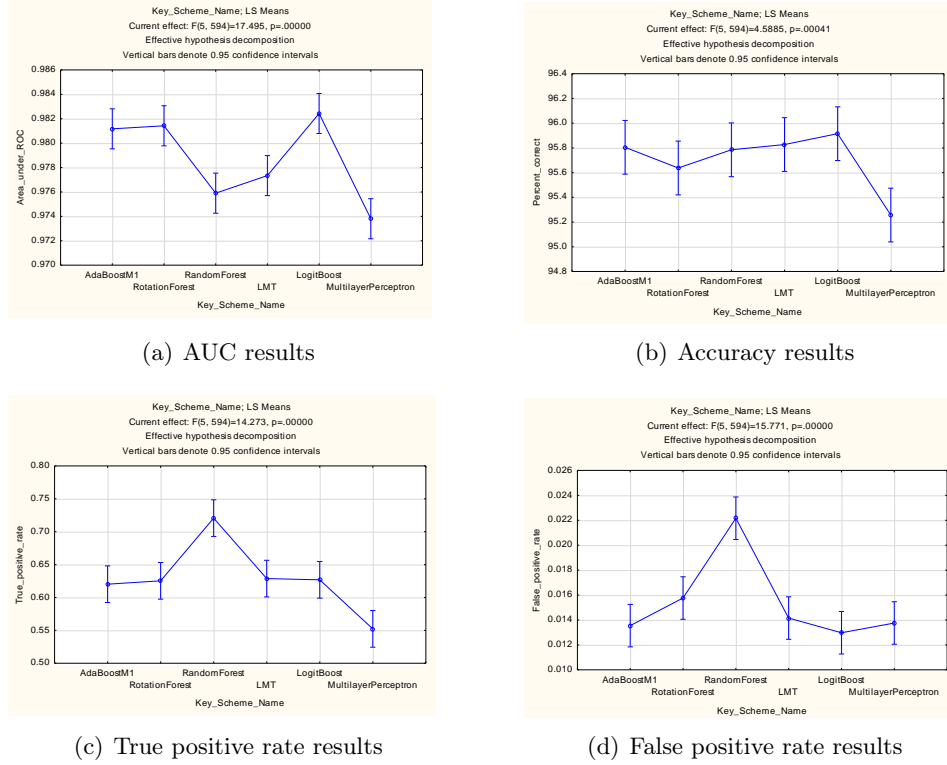 Key_Scheme_Name; LS Means
Current effect: F(5, 594)=17.495, p=.00000
Effective hypothesis decomposition
Vertical bars denote 0.95 confidence intervals
0.986
0.984
0.982
0.980
0.978
0.976
0.974
0.972
0.970
Area_under_ROC
AdaBoostM1 RandomForest LogitBoost
RotationForest LMT MultilayerPerceptron
Key_Scheme_Name
(a) AUC results
Key_Scheme_Name; LS Means
Current effect: F(5, 594)=4.5885, p=.00041
Effective hypothesis decomposition
Vertical bars denote 0.95 confidence intervals
96.4
96.2
96.0
95.8
95.6
95.4
95.2
95.0
94.8
Percent_correct
AdaBoostM1 RandomForest LogitBoost
RotationForest LMT MultilayerPerceptron
Key_Scheme_Name
(b) Accuracy results
Key_Scheme_Name; LS Means
Current effect: F(5, 594)=14.273, p=.00000
Effective hypothesis decomposition
Vertical bars denote 0.95 confidence intervals
0.80
0.75
0.70
0.65
0.60
0.55
0.50
True_positive_rate
AdaBoostM1 RandomForest LogitBoost
RotationForest LMT MultilayerPerceptron
Key_Scheme_Name
(c) True positive rate results
Key_Scheme_Name; LS Means
Current effect: F(5, 594)=15.771, p=.00000
Effective hypothesis decomposition
Vertical bars denote 0.95 confidence intervals
0.026
0.024
0.022
0.020
0.018
0.016
0.014
0.012
0.010
False_positive_rate
AdaBoostM1 RandomForest LogitBoost
RotationForest LMT MultilayerPerceptron
Key_Scheme_Name
(d) False positive rate results